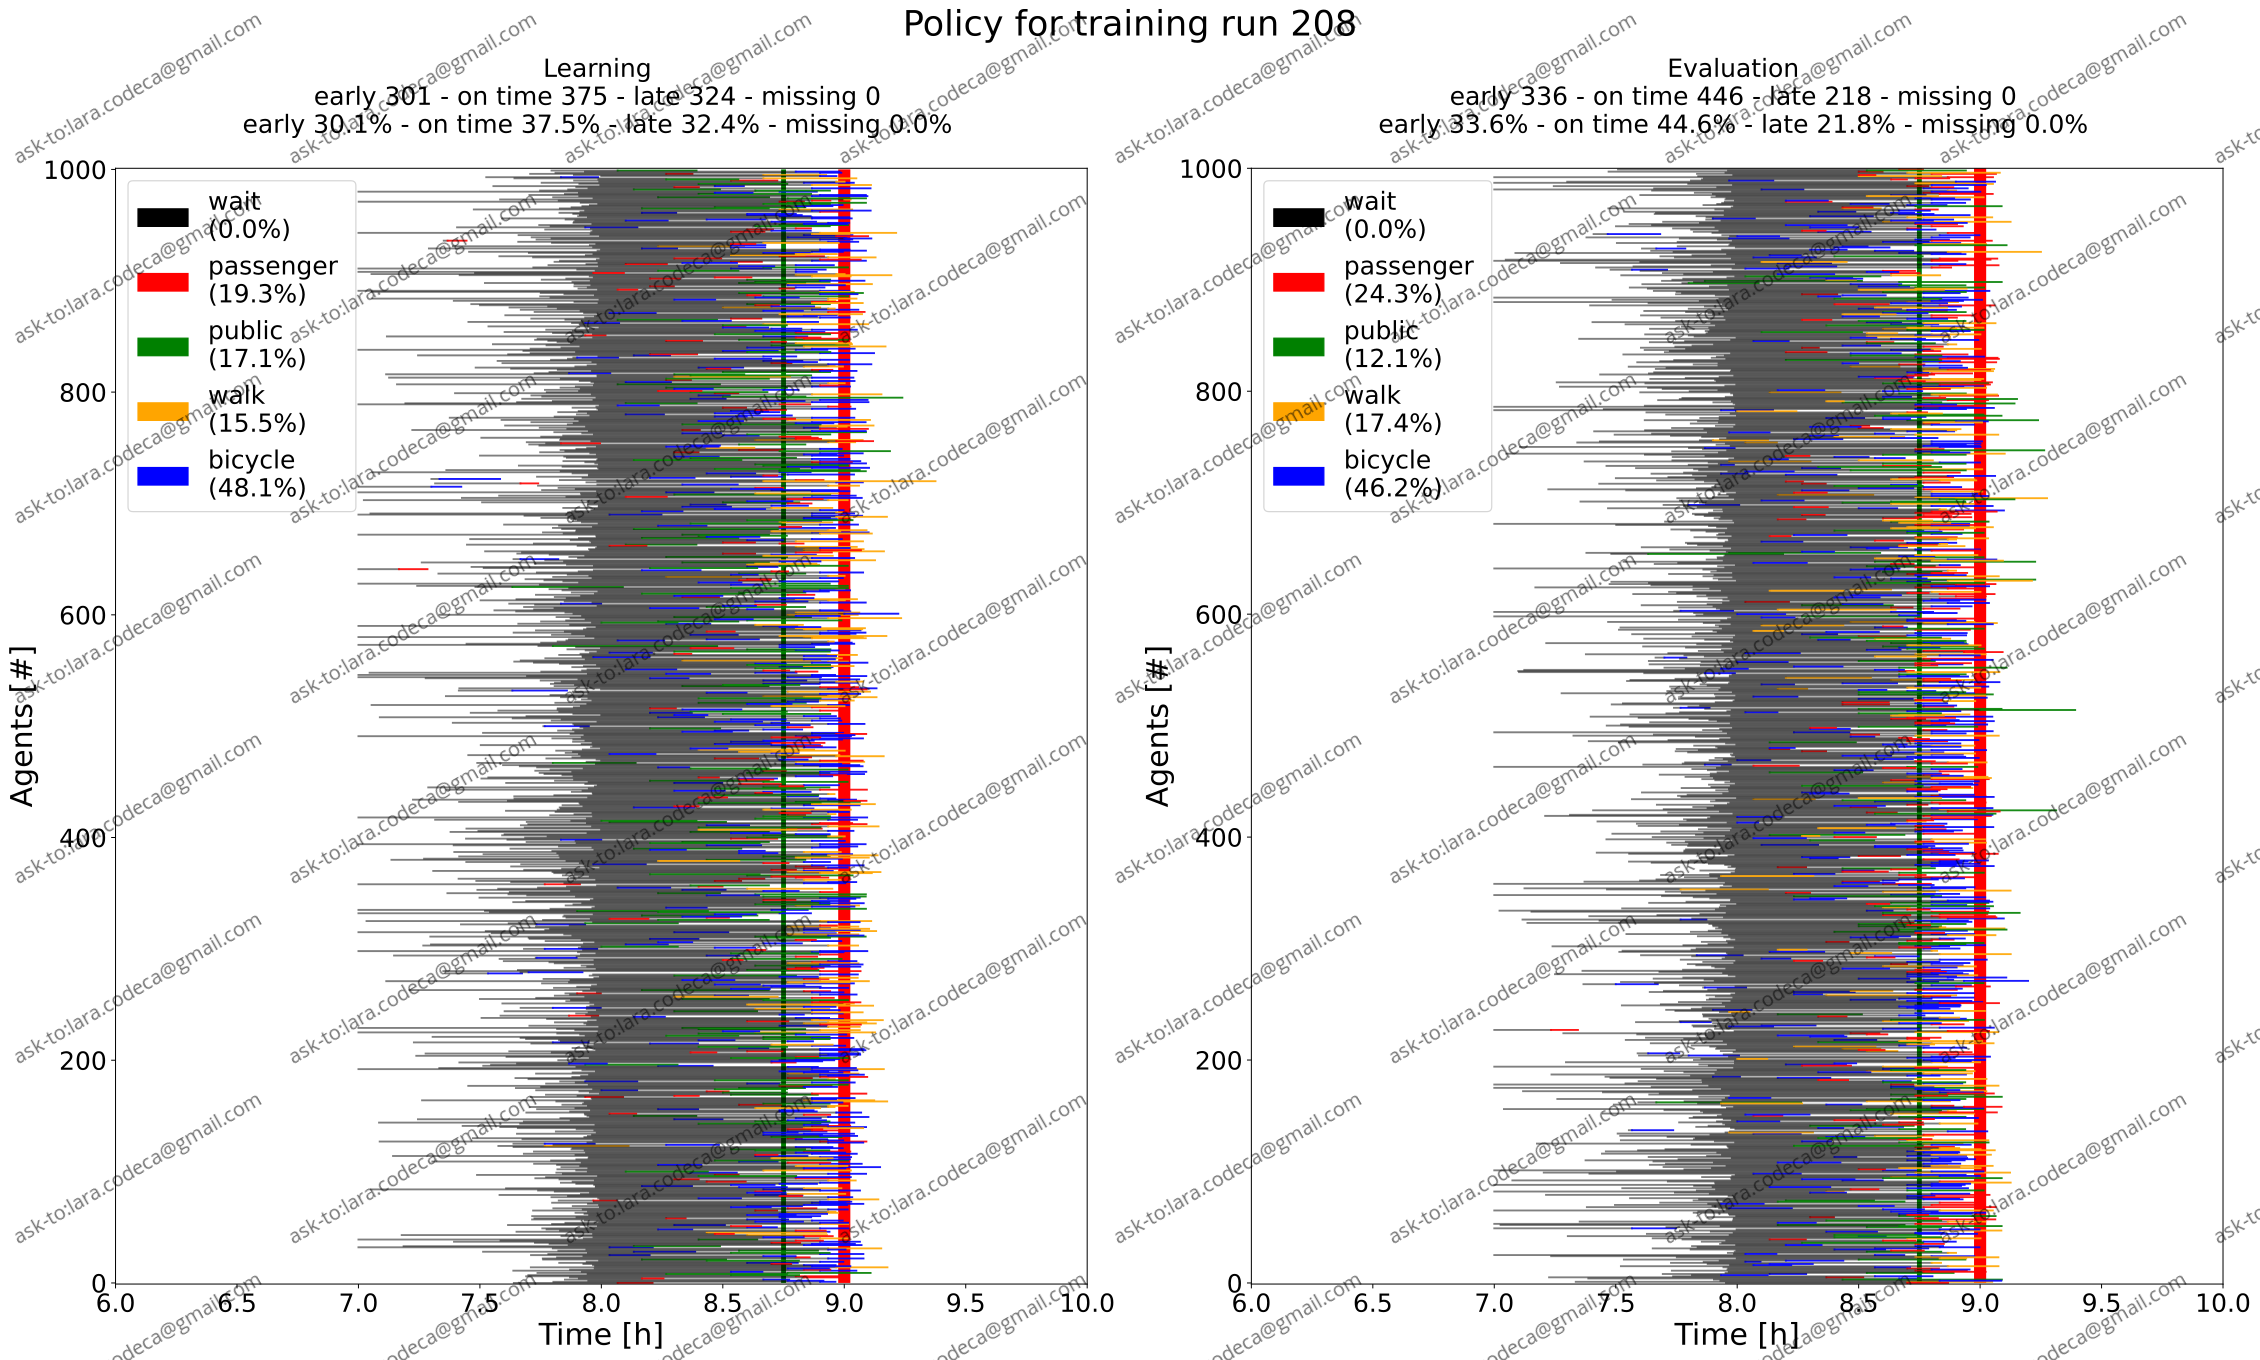 Policy for training run 208
Learning
early 301 - on time 375 - late 324 - missing 0
early 30.1% - on time 37.5% - late 32.4% - missing 0.0%
1000
800
600
400
200
0
Agents [#]
wait
(0.0%)
passenger
(19.3%)
public
(17.1%)
walk
(15.5%)
bicycle
(48.1%)
6.0 6.5 7.0 7.5 8.0 8.5 9.0 9.5 10.0
Time [h]
Evaluation
early 336 - on time 446 - late 218 - missing 0
early 33.6% - on time 44.6% - late 21.8% - missing 0.0%
1000
800
600
400
200
0
Agents [#]
wait
(0.0%)
passenger
(24.3%)
public
(12.1%)
walk
(17.4%)
bicycle
(46.2%)
6.0 6.5 7.0 7.5 8.0 8.5 9.0 9.5 10.0
Time [h]
ask-to:lara.codeca@gmail.com